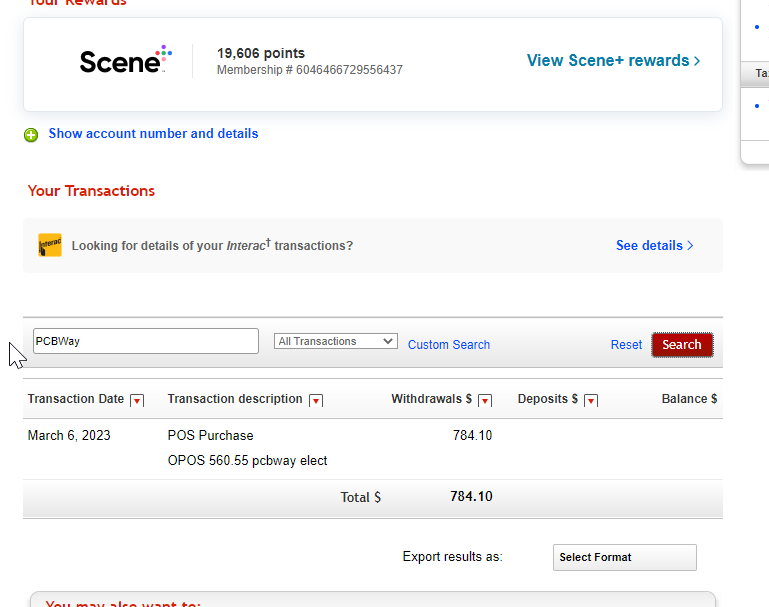 Your Rewards
Scene+
19,606 points
Membership # 6046466729556437
View Scene+ rewards >
Show account number and details
Your Transactions
Interac
Looking for details of your Interac† transactions?
See details >
PCBWay
All Transactions
Custom Search
Reset
Search
Transaction Date
Transaction description
Withdrawals $
Deposits $
Balance $
March 6, 2023
POS Purchase
784.10
OPOS 560.55 pcbway elect
Total $
784.10
Export results as:
Select Format
You may also want to:
Ta